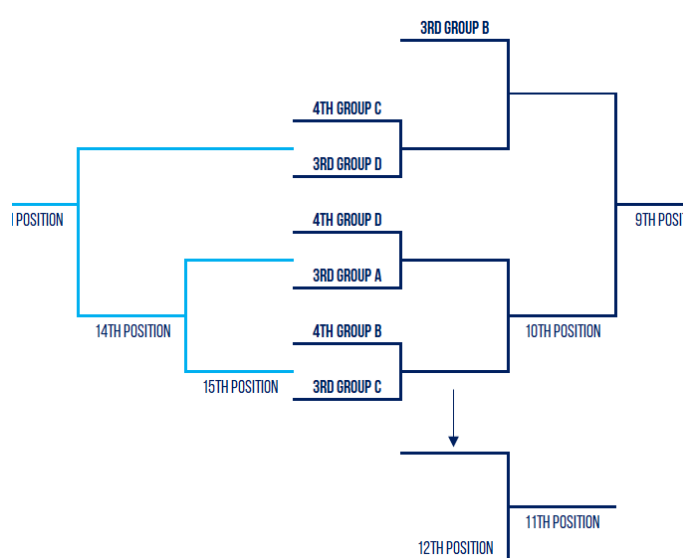 3RD GROUP B
4TH GROUP C
3RD GROUP D
POSITION
4TH GROUP D
9TH
3RD GROUP A
14TH POSITION
4TH GROUP B
10TH POSITION
15TH POSITION
3RD GROUP C
11TH POSITION
12TH POSITION